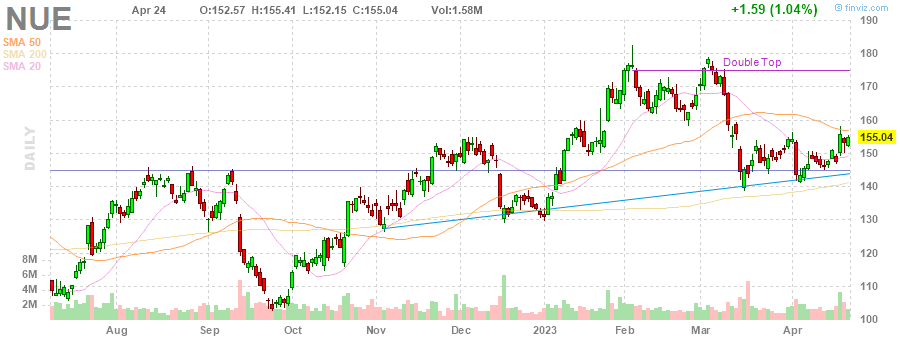 NUE Apr 24 O:152.57 H:155.41 L:152.15 C:155.04 Vol:1.58M +1.59 (1.04%) @ finviz.com
SMA 50
SMA 200
SMA 20
DAILY
Double Top
190
180
170
160
155.04
150
140
130
120
110
100
8M
6M
4M
2M
Aug Sep Oct Nov Dec 2023 Feb Mar Apr